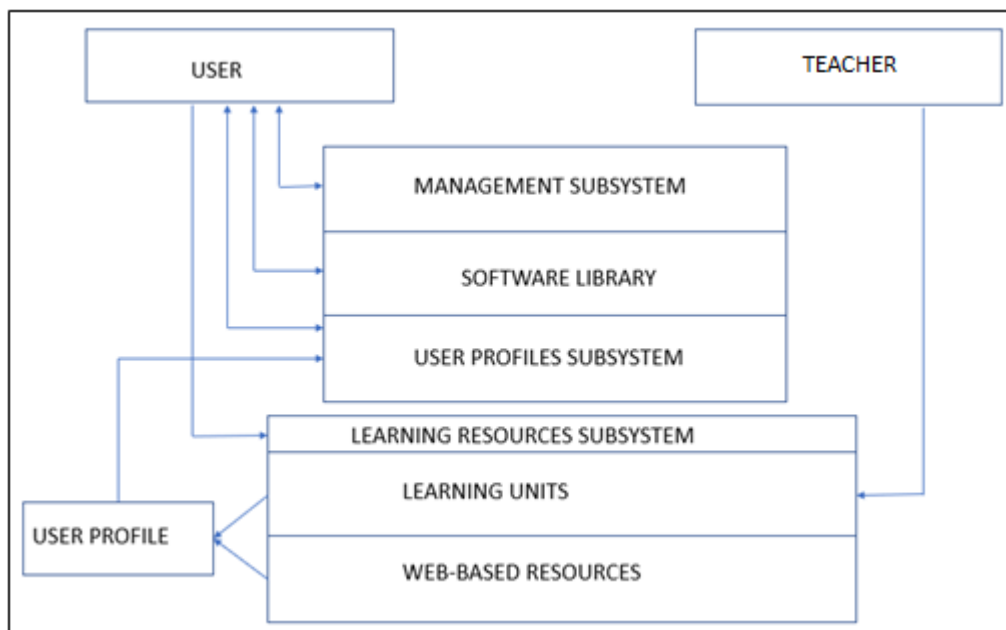 USER
TEACHER
MANAGEMENT SUBSYSTEM
SOFTWARE LIBRARY
USER PROFILES SUBSYSTEM
LEARNING RESOURCES SUBSYSTEM
LEARNING UNITS
USER PROFILE
WEB-BASED RESOURCES